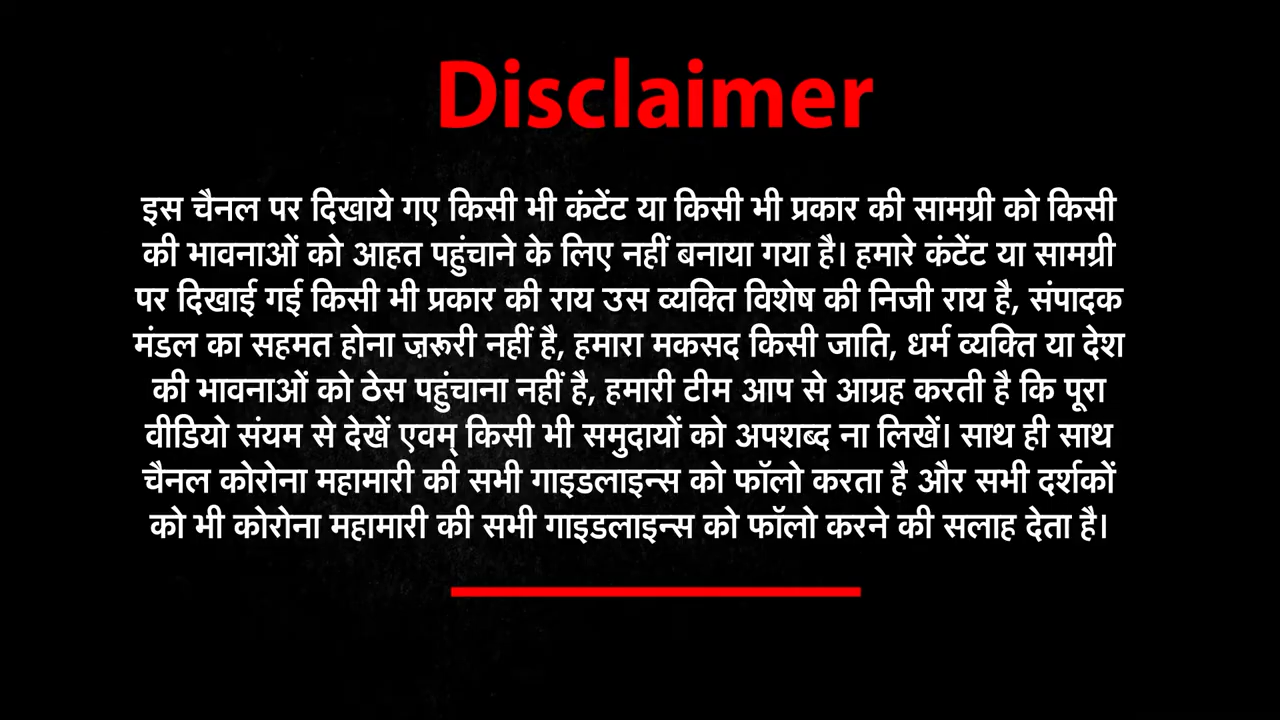 Disclaimer
इस चैनल पर दिखाये गए किसी भी कंटेंट या किसी भी प्रकार की सामग्री को किसी
की भावनाओं को आहत पहुंचाने के लिए नहीं बनाया गया है। हमारे कंटेंट या सामग्री
पर दिखाई गई किसी भी प्रकार की राय उस व्यक्ति विशेष की निजी राय है, संपादक
मंडल का सहमत होना ज़रूरी नहीं है, हमारा मकसद किसी जाति, धर्म व्यक्ति या देश
की भावनाओं को ठेस पहुंचाना नहीं है, हमारी टीम आप से आग्रह करती है कि पूरा
वीडियो संयम से देखें एवम् किसी भी समुदायों को अपशब्द ना लिखें। साथ ही साथ
चैनल कोरोना महामारी की सभी गाइडलाइन्स को फॉलो करता है और सभी दर्शकों
को भी कोरोना महामारी की सभी गाइडलाइन्स को फॉलो करने की सलाह देता है।